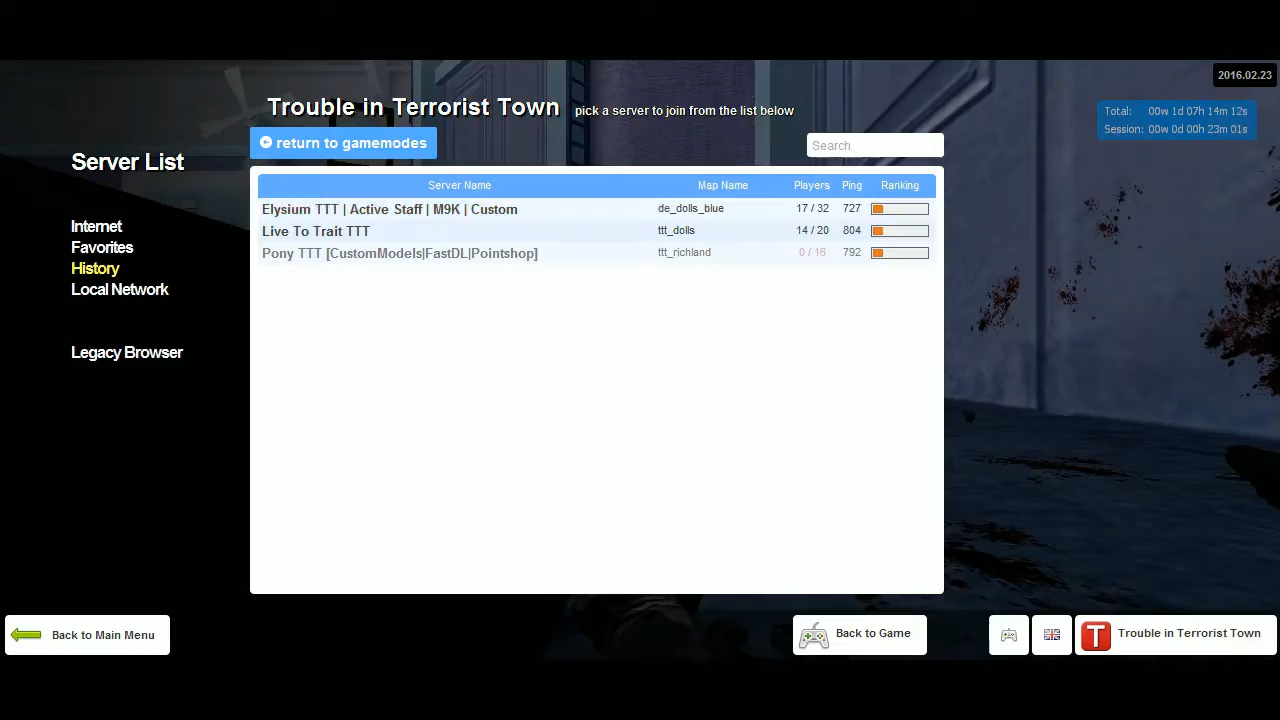 2016.02.23
Trouble in Terrorist Town pick a server to join from the list below
Total: 00w 1d 07h 14m 12s
Session: 00w 0d 00h 23m 01s
return to gamemodes
Search
Server List
Server Name Map Name Players Ping Ranking
Elysium TTT | Active Staff | M9K | Custom de_dolls_blue 17 / 32 727
Live To Trait TTT ttt_dolls 14 / 20 804
Pony TTT [CustomModels|FastDL|Pointshop] ttt_richland 0 / 16 792
Internet
Favorites
History
Local Network
Legacy Browser
Back to Main Menu
Back to Game
T Trouble in Terrorist Town